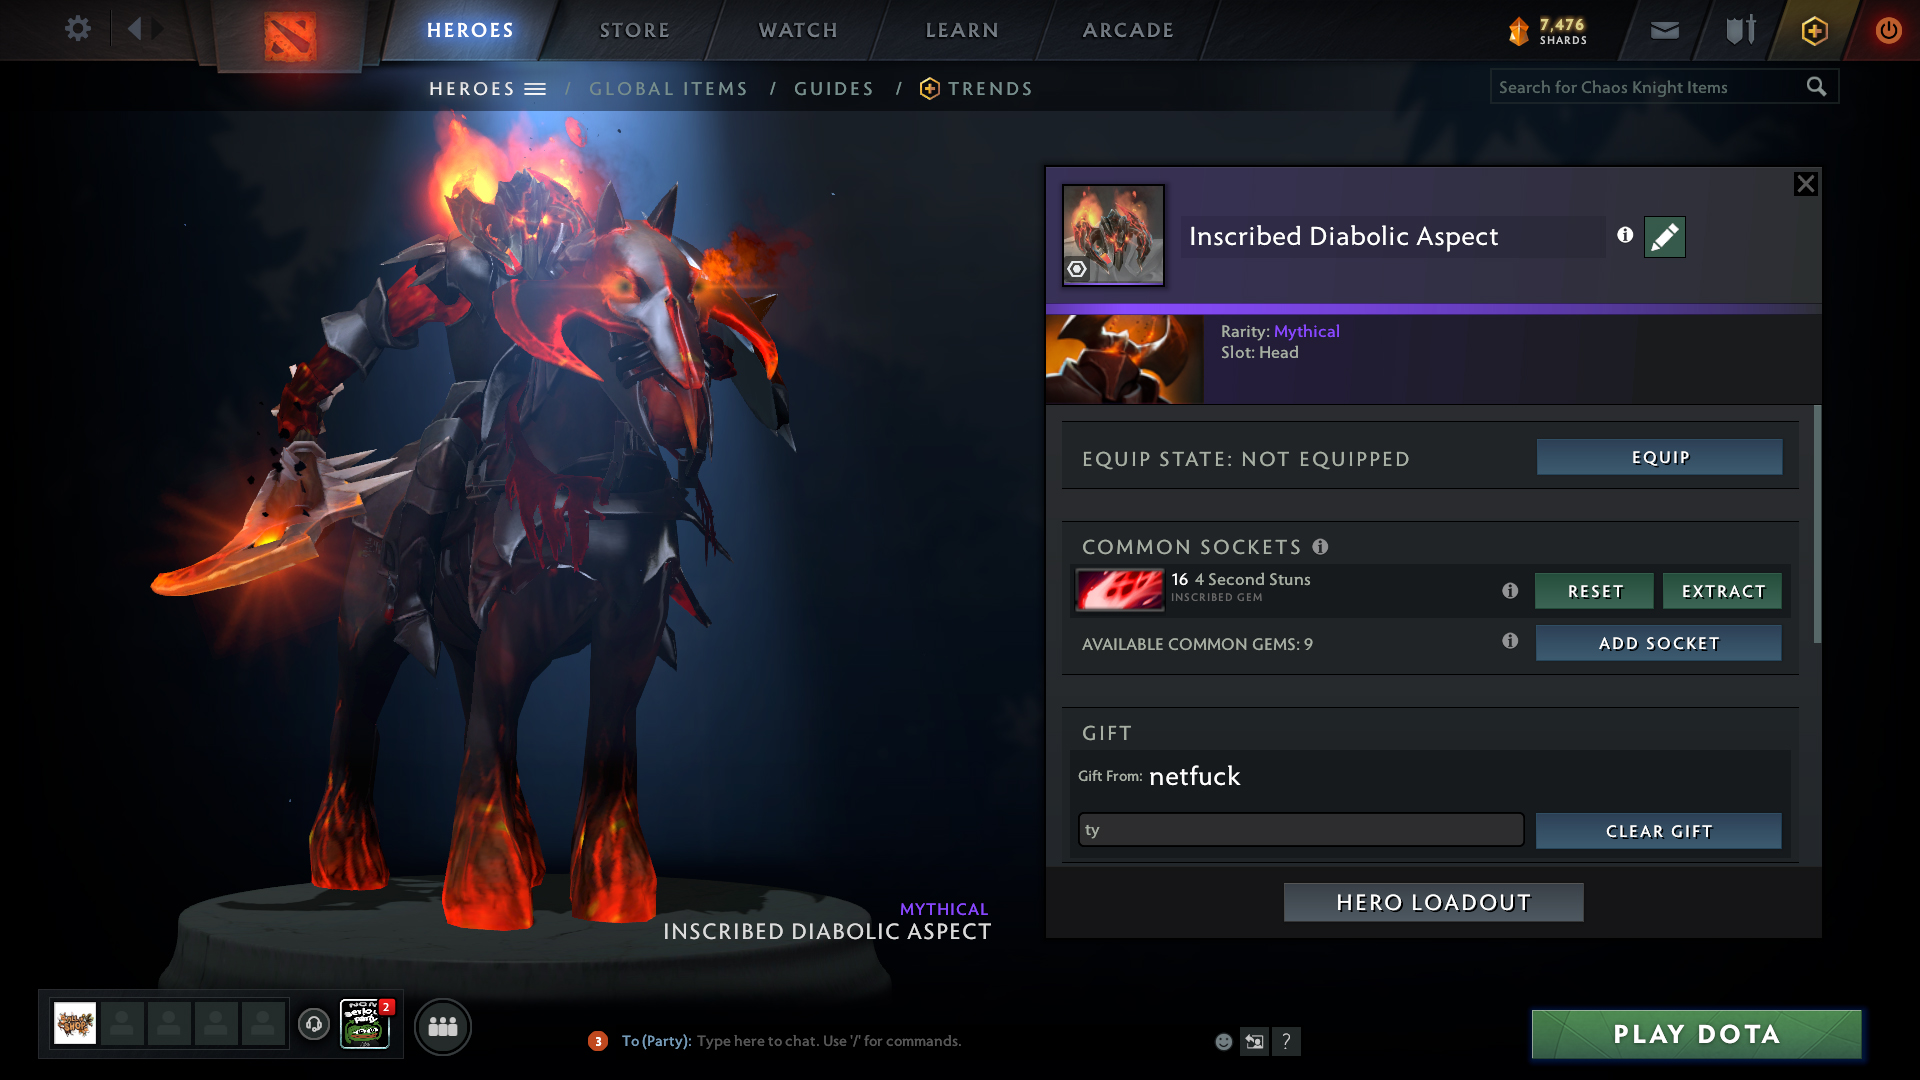 HEROES
STORE
WATCH
LEARN
ARCADE
7,476
SHARDS
HEROES / GLOBAL ITEMS / GUIDES / TRENDS
Search for Chaos Knight Items
Inscribed Diabolic Aspect
Rarity: Mythical
Slot: Head
EQUIP STATE: NOT EQUIPPED
EQUIP
COMMON SOCKETS
16 4 Second Stuns
INSCRIBED GEM
RESET
EXTRACT
AVAILABLE COMMON GEMS: 9
ADD SOCKET
GIFT
Gift From: netfuck
ty
CLEAR GIFT
HERO LOADOUT
MYTHICAL
INSCRIBED DIABOLIC ASPECT
2
3
To (Party): Type here to chat. Use '/' for commands.
?
PLAY DOTA